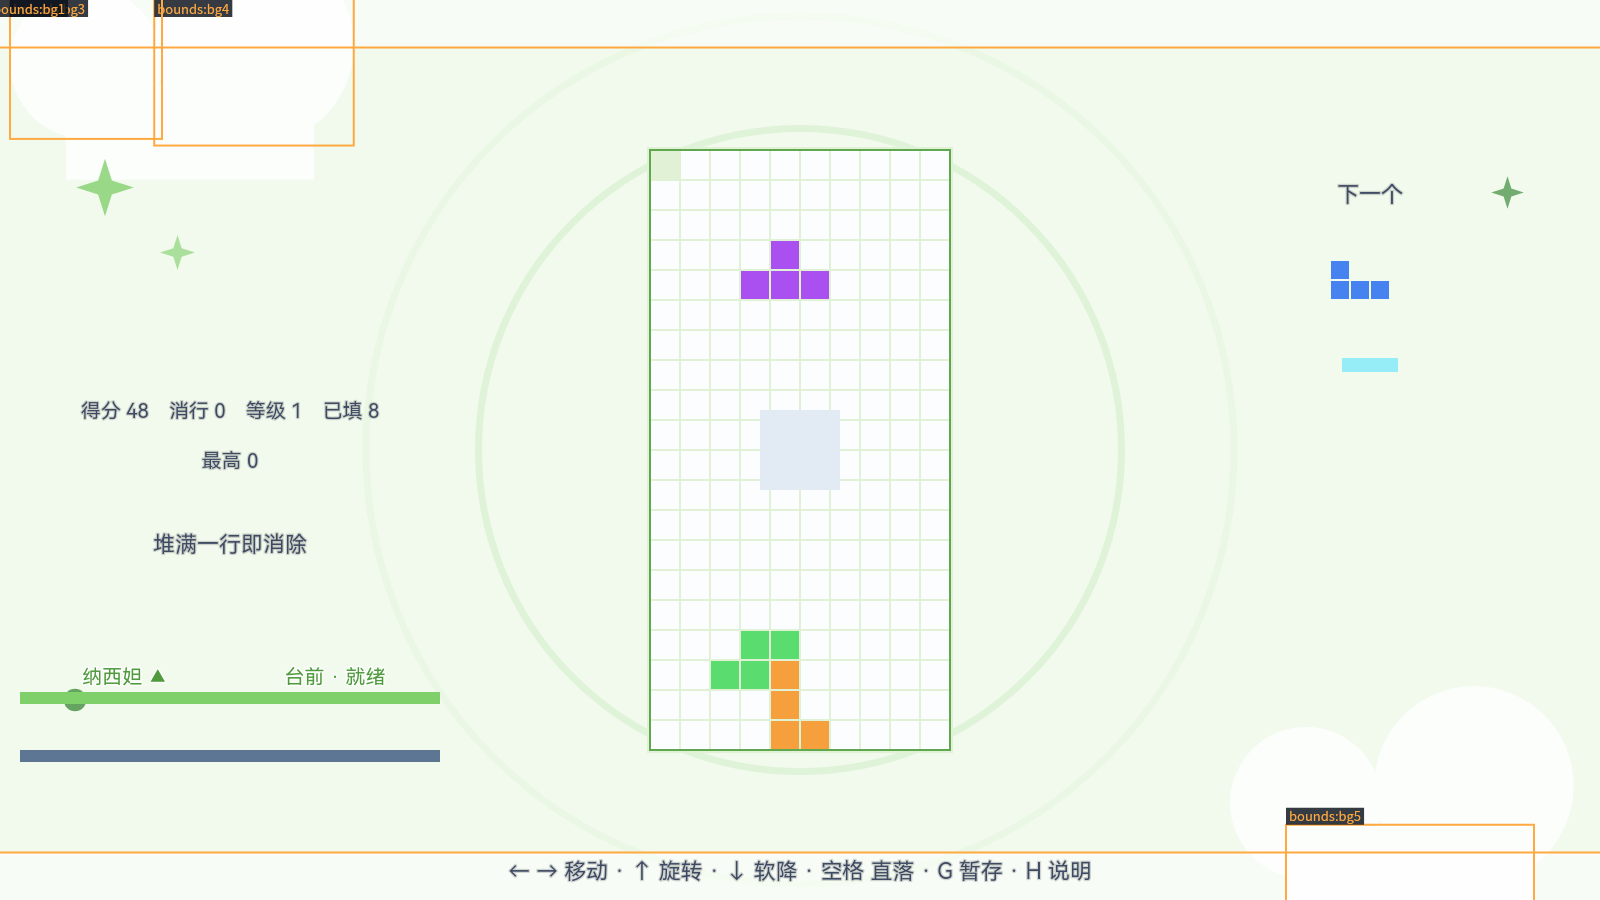 bounds:bg1
g3
bounds:bg4
下一个
得分 48 消行 0 等级 1 已填 8
最高 0
堆满一行即消除
纳西妲 ▲
台前 · 就绪
bounds:bg5
← → 移动 · ↑ 旋转 · ↓ 软降 · 空格 直落 · G 暂存 · H 说明